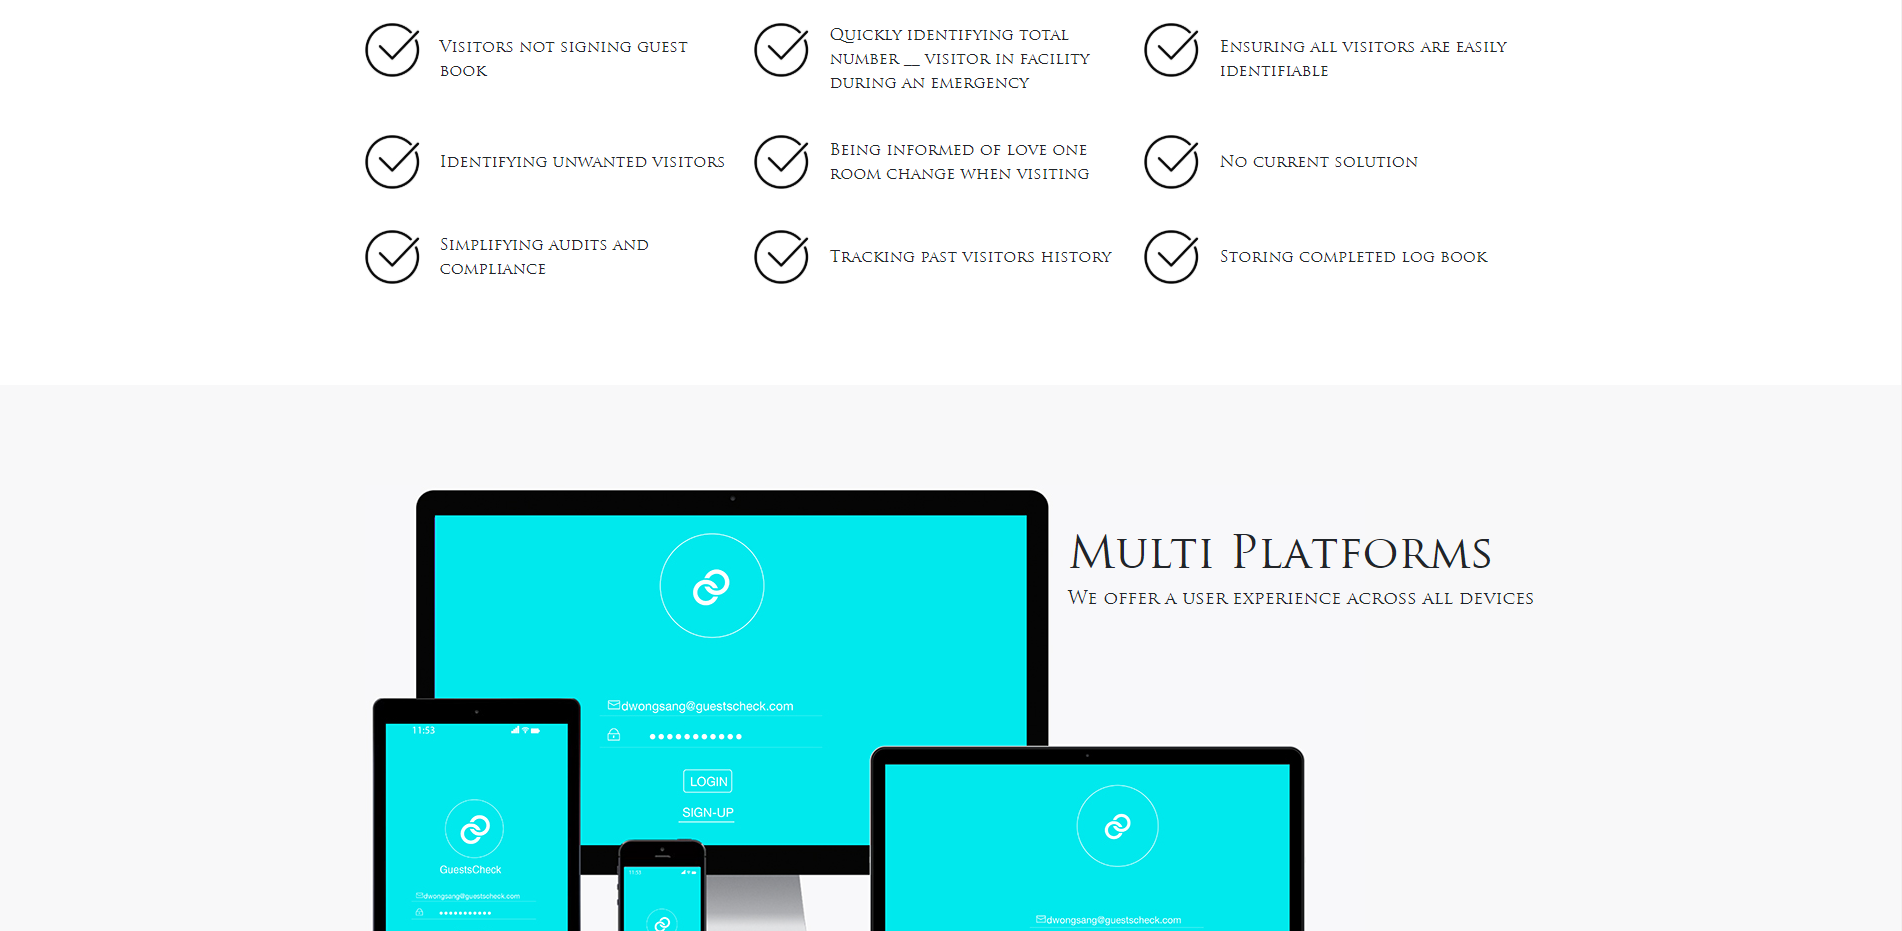 Visitors not signing guest
book
Quickly identifying total
number __ visitor in facility
during an emergency
Ensuring all visitors are easily
identifiable
Identifying unwanted visitors
Being informed of love one
room change when visiting
No current solution
Simplifying audits and
compliance
Tracking past visitors history
Storing completed log book
Multi Platforms
We offer a user experience across all devices
dwongsang@guestscheck.com
LOGIN
SIGN-UP
11:53
GuestsCheck
dwongsang@guestscheck.com
11:53
dwongsang@guestscheck.com